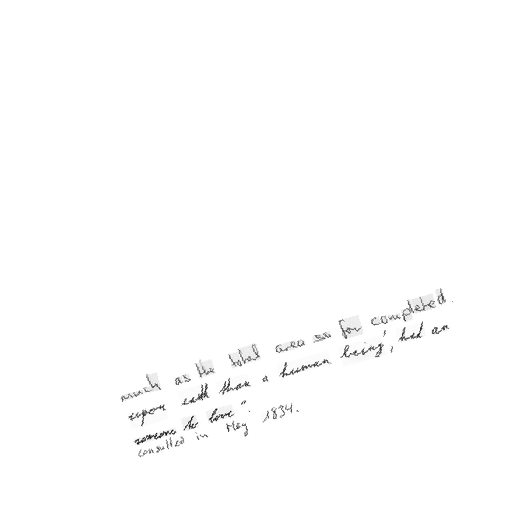 much as the total area so far completed.
upon earth than a human being', had an
someone to love".
consulted in May 1834.